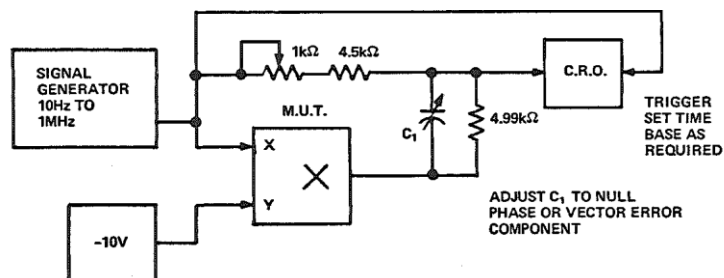 1kΩ
4.5kΩ
SIGNAL
GENERATOR
10Hz TO
1MHz
C.R.O.
M.U.T.
C1
4.99kΩ
TRIGGER
SET TIME
BASE AS
REQUIRED
X
Y
X
ADJUST C1 TO NULL
PHASE OR VECTOR ERROR
COMPONENT
–10V